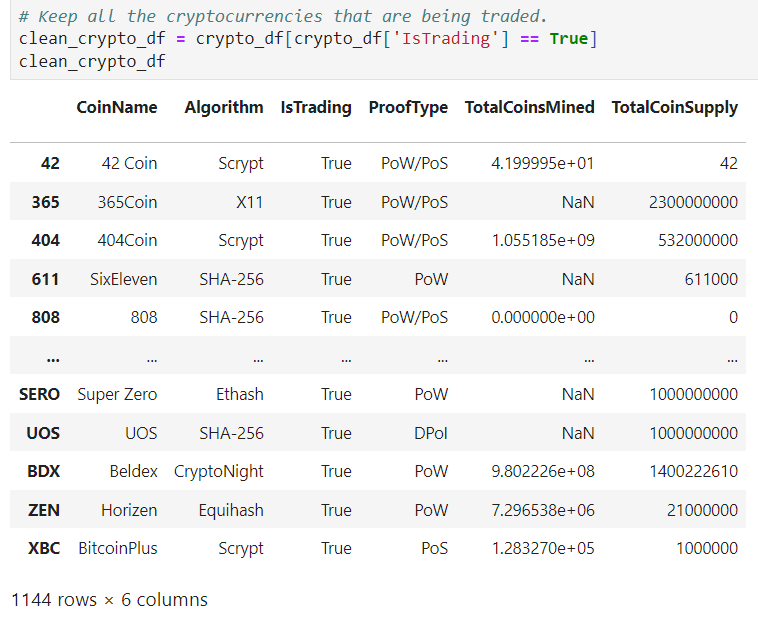 # Keep all the cryptocurrencies that are being traded.
clean_crypto_df = crypto_df[crypto_df['IsTrading'] == True]
clean_crypto_df
CoinName Algorithm IsTrading ProofType TotalCoinsMined TotalCoinSupply
42 42 Coin Scrypt True PoW/PoS 4.199995e+01 42
365 365Coin X11 True PoW/PoS NaN 2300000000
404 404Coin Scrypt True PoW/PoS 1.055185e+09 532000000
611 SixEleven SHA-256 True PoW NaN 611000
808 808 SHA-256 True PoW/PoS 0.000000e+00 0
... ... ... ... ... ... ...
SERO Super Zero Ethash True PoW NaN 1000000000
UOS UOS SHA-256 True DPoI NaN 1000000000
BDX Beldex CryptoNight True PoW 9.802226e+08 1400222610
ZEN Horizen Equihash True PoW 7.296538e+06 21000000
XBC BitcoinPlus Scrypt True PoS 1.283270e+05 1000000
1144 rows × 6 columns